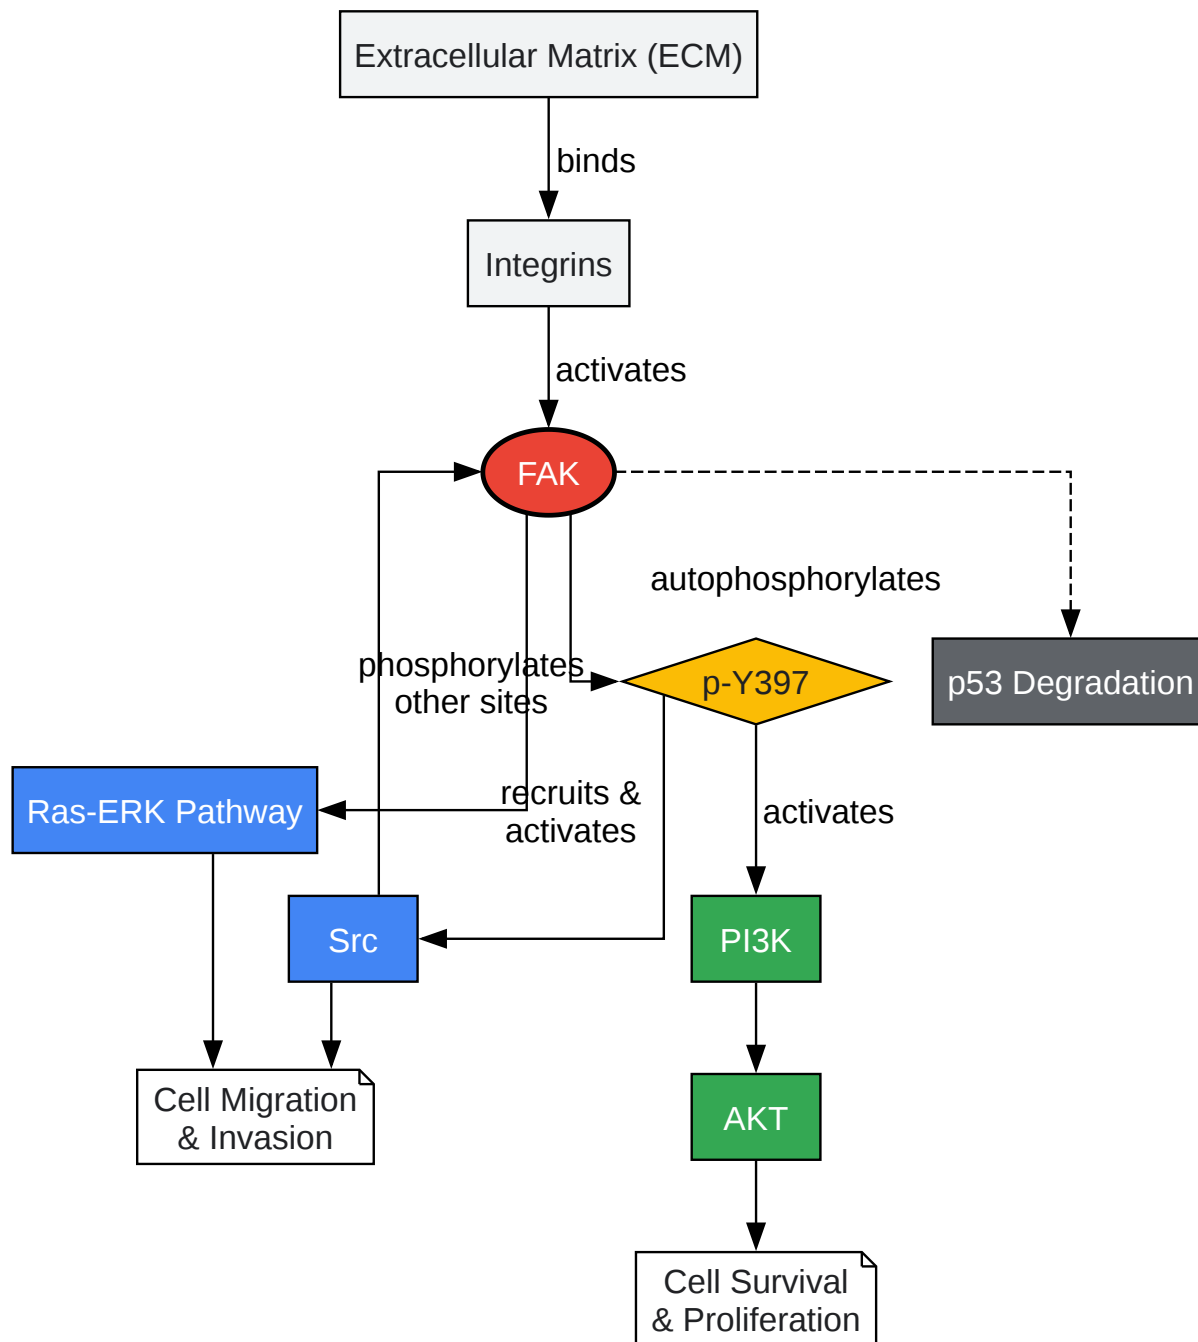 Extracellular Matrix (ECM)
binds
Integrins
activates
FAK
autophosphorylates
phosphorylates
other sites
p-Y397
p53 Degradation
Ras-ERK Pathway
recruits &
activates
activates
Src
PI3K
Cell Migration
& Invasion
AKT
Cell Survival
& Proliferation